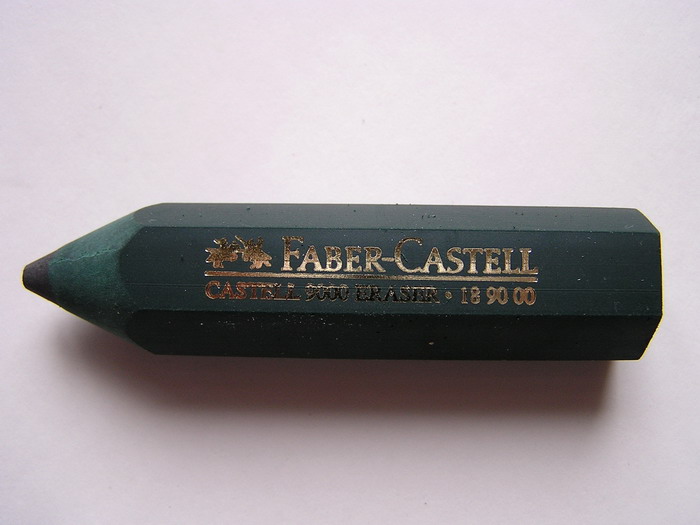 FABER-CASTELL
CASTELL 9000 ERASER • 18 90 00